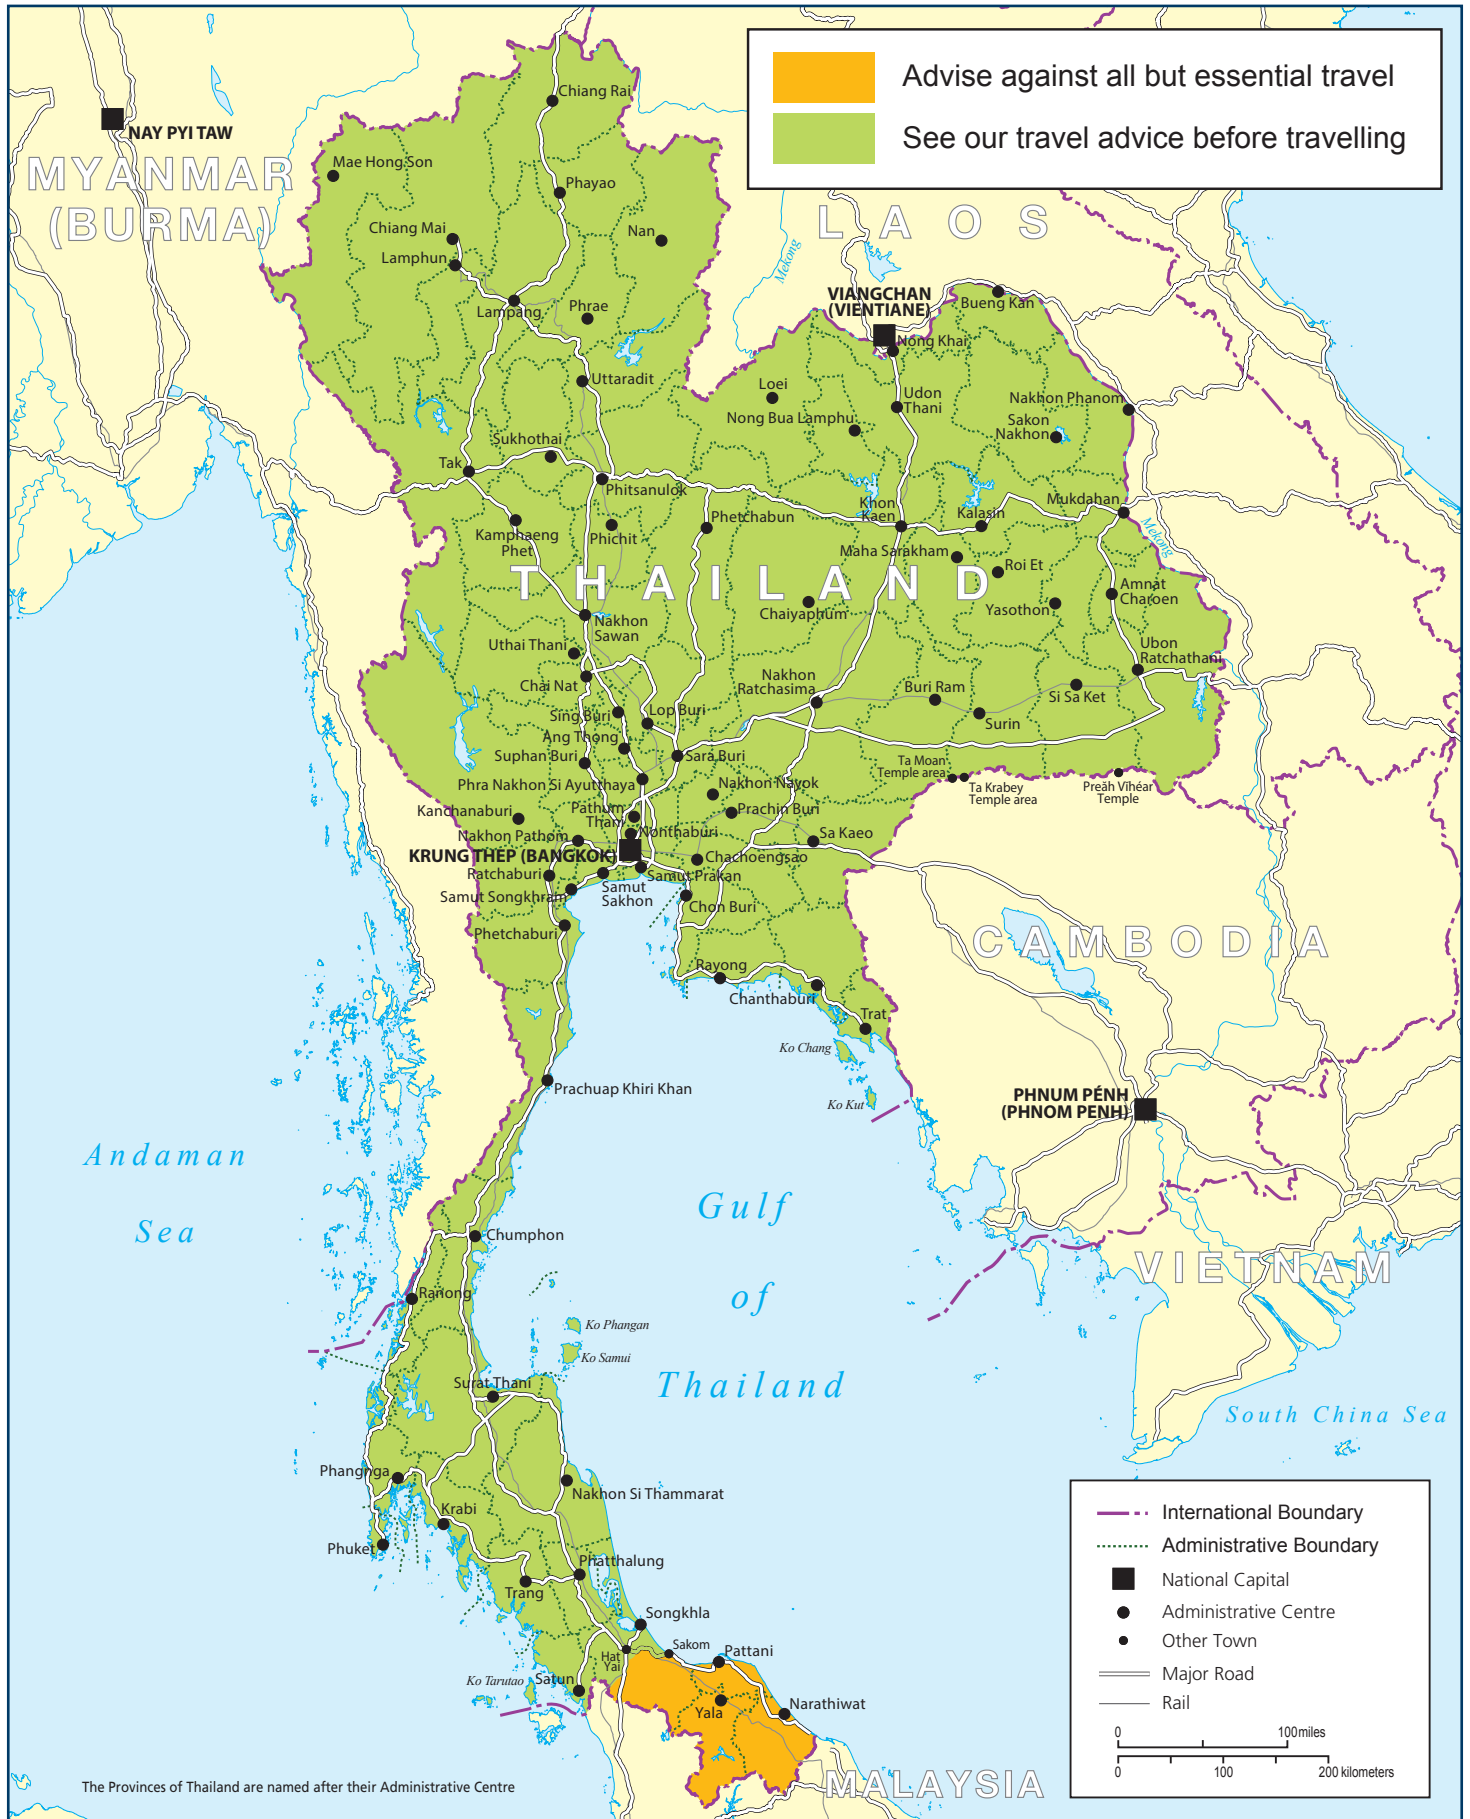 Advise against all but essential travel
See our travel advice before travelling
Chiang Rai
NAY PYI TAW
MYANMAR
(BURMA)
Mae Hong Son
Phayao
Chiang Mai
Nan
Lamphun
LAOS
Mekong
Lampang
Phrae
VIANGCHAN
(VIENTIANE)
Bueng Kan
Nong Khai
Uttaradit
Loei
Udon
Thani
Nakhon Phanom
Nong Bua Lamphu
Sakon
Nakhon
Sukhothai
Tak
Phitsanulok
Phetchabun
Khon
Kaen
Kalasin
Mukdahan
Mekong
Kamphaeng
Phet
Phichit
Maha Sarakham
Roi Et
THAILAND
Amnat
Charoen
Chaiyaphum
Yasothon
Nakhon
Sawan
Uthai Thani
Ubon
Ratchathani
Chai Nat
Nakhon
Ratchasima
Buri Ram
Si Sa Ket
Surin
Sing Buri
Lop Buri
Ang Thong
Suphan Buri
Sara Buri
Ta Moan
Temple area
Ta Krabey
Temple area
Preăh Vĭhéar
Temple
Phra Nakhon Si Ayutthaya
Nakhon Nayok
Kanchanaburi
Pathum
Tham
Prachin Buri
Nakhon Pathom
Nonthaburi
Sa Kaeo
KRUNG THEP (BANGKOK)
Chachoengsao
Ratchaburi
Samut Prakan
Samut Songkhram
Samut
Sakhon
Chon Buri
Phetchaburi
CAMBODIA
Rayong
Chanthaburi
Trat
Ko Chang
Ko Kut
Prachuap Khiri Khan
PHNUM PÉNH
(PHNOM PENH)
Andaman
Sea
Gulf
of
Thailand
Chumphon
VIETNAM
Ranong
Ko Phangan
Ko Samui
Surat Thani
South China Sea
Phangnga
Nakhon Si Thammarat
Krabi
Phuket
Phatthalung
Trang
Songkhla
Hat
Yai
Sakom
Pattani
Ko Tarutao
Satun
Yala
Narathiwat
MALAYSIA
International Boundary
Administrative Boundary
National Capital
Administrative Centre
Other Town
Major Road
Rail
0 100 miles
0 100 200 kilometers
The Provinces of Thailand are named after their Administrative Centre